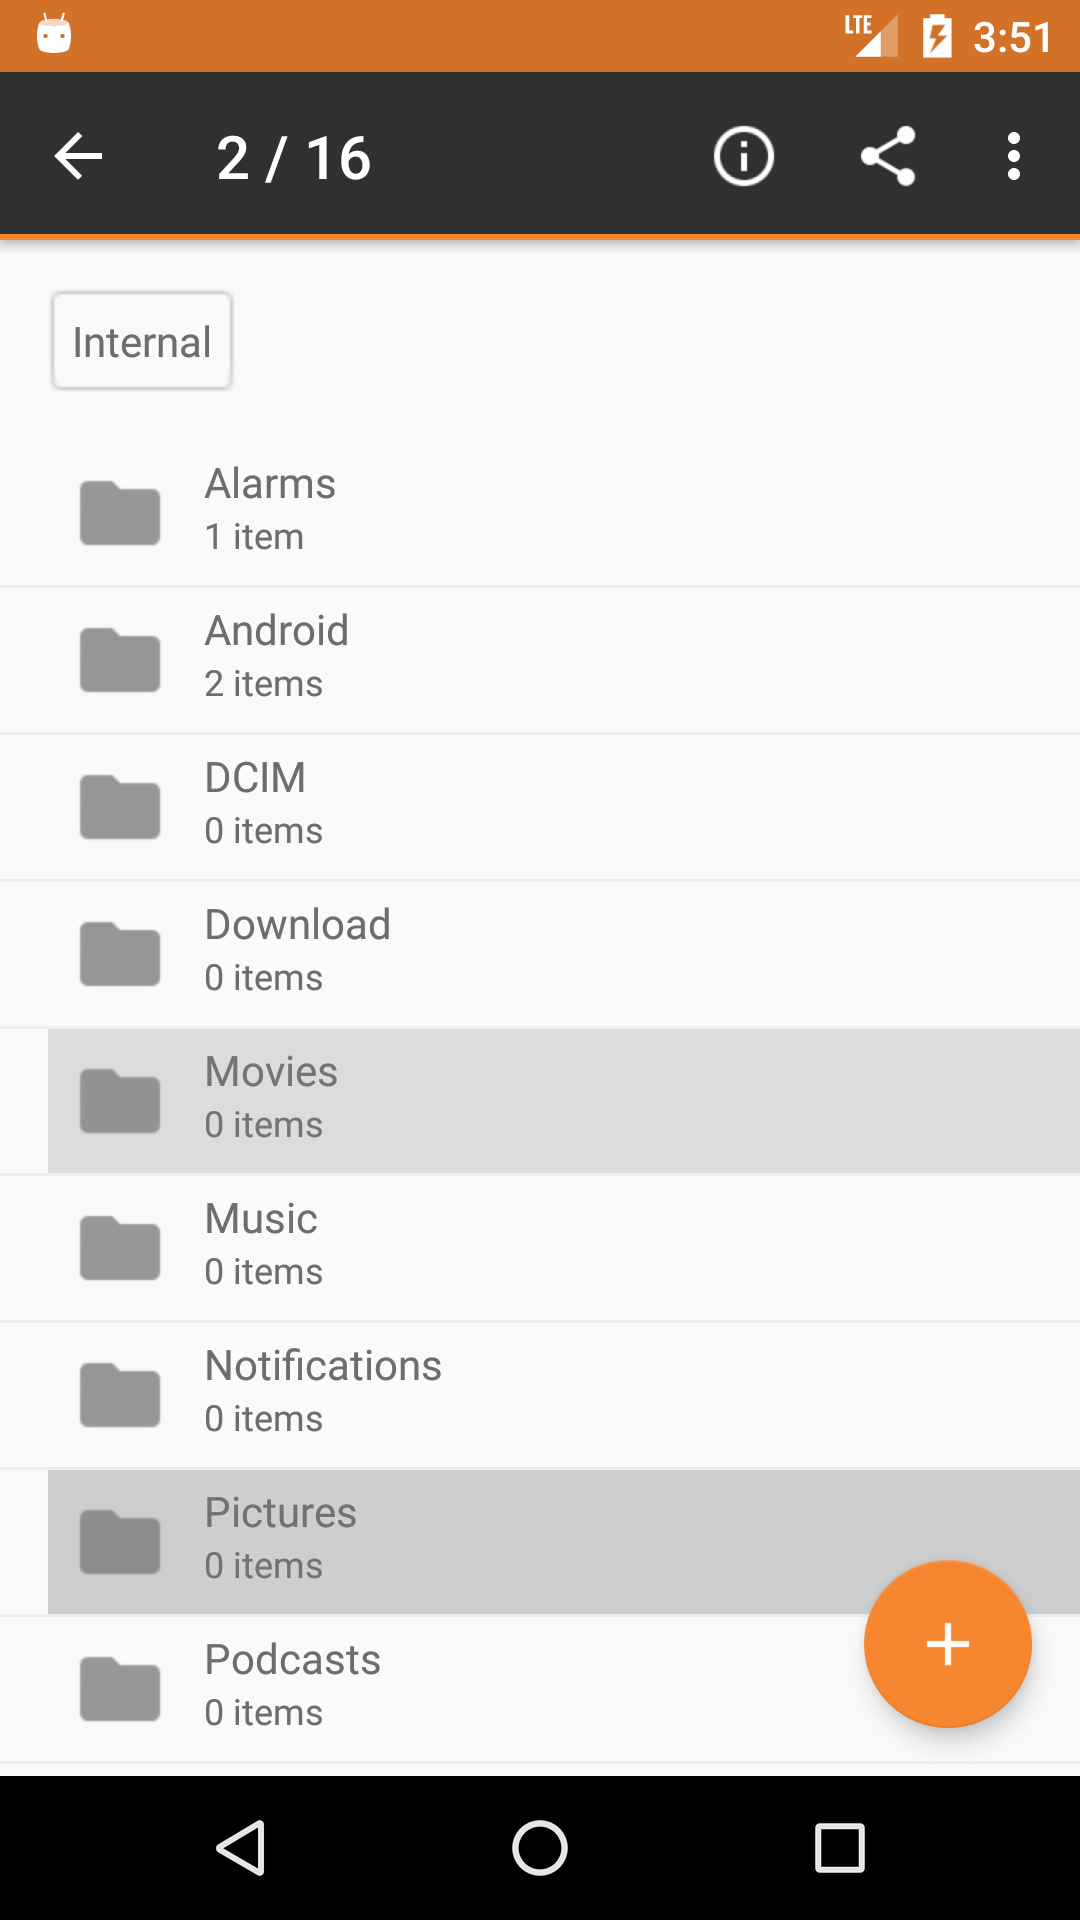 LTE 3:51
2 / 16
Internal
Alarms
1 item
Android
2 items
DCIM
0 items
Download
0 items
Movies
0 items
Music
0 items
Notifications
0 items
Pictures
0 items
Podcasts
0 items